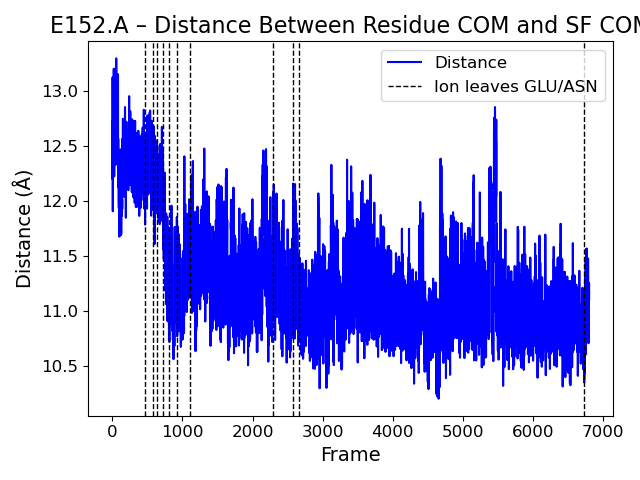 E152.A – Distance Between Residue COM and SF COM
Distance
Ion leaves GLU/ASN
Distance (Å)
13.0
12.5
12.0
11.5
11.0
10.5
0 1000 2000 3000 4000 5000 6000 7000
Frame